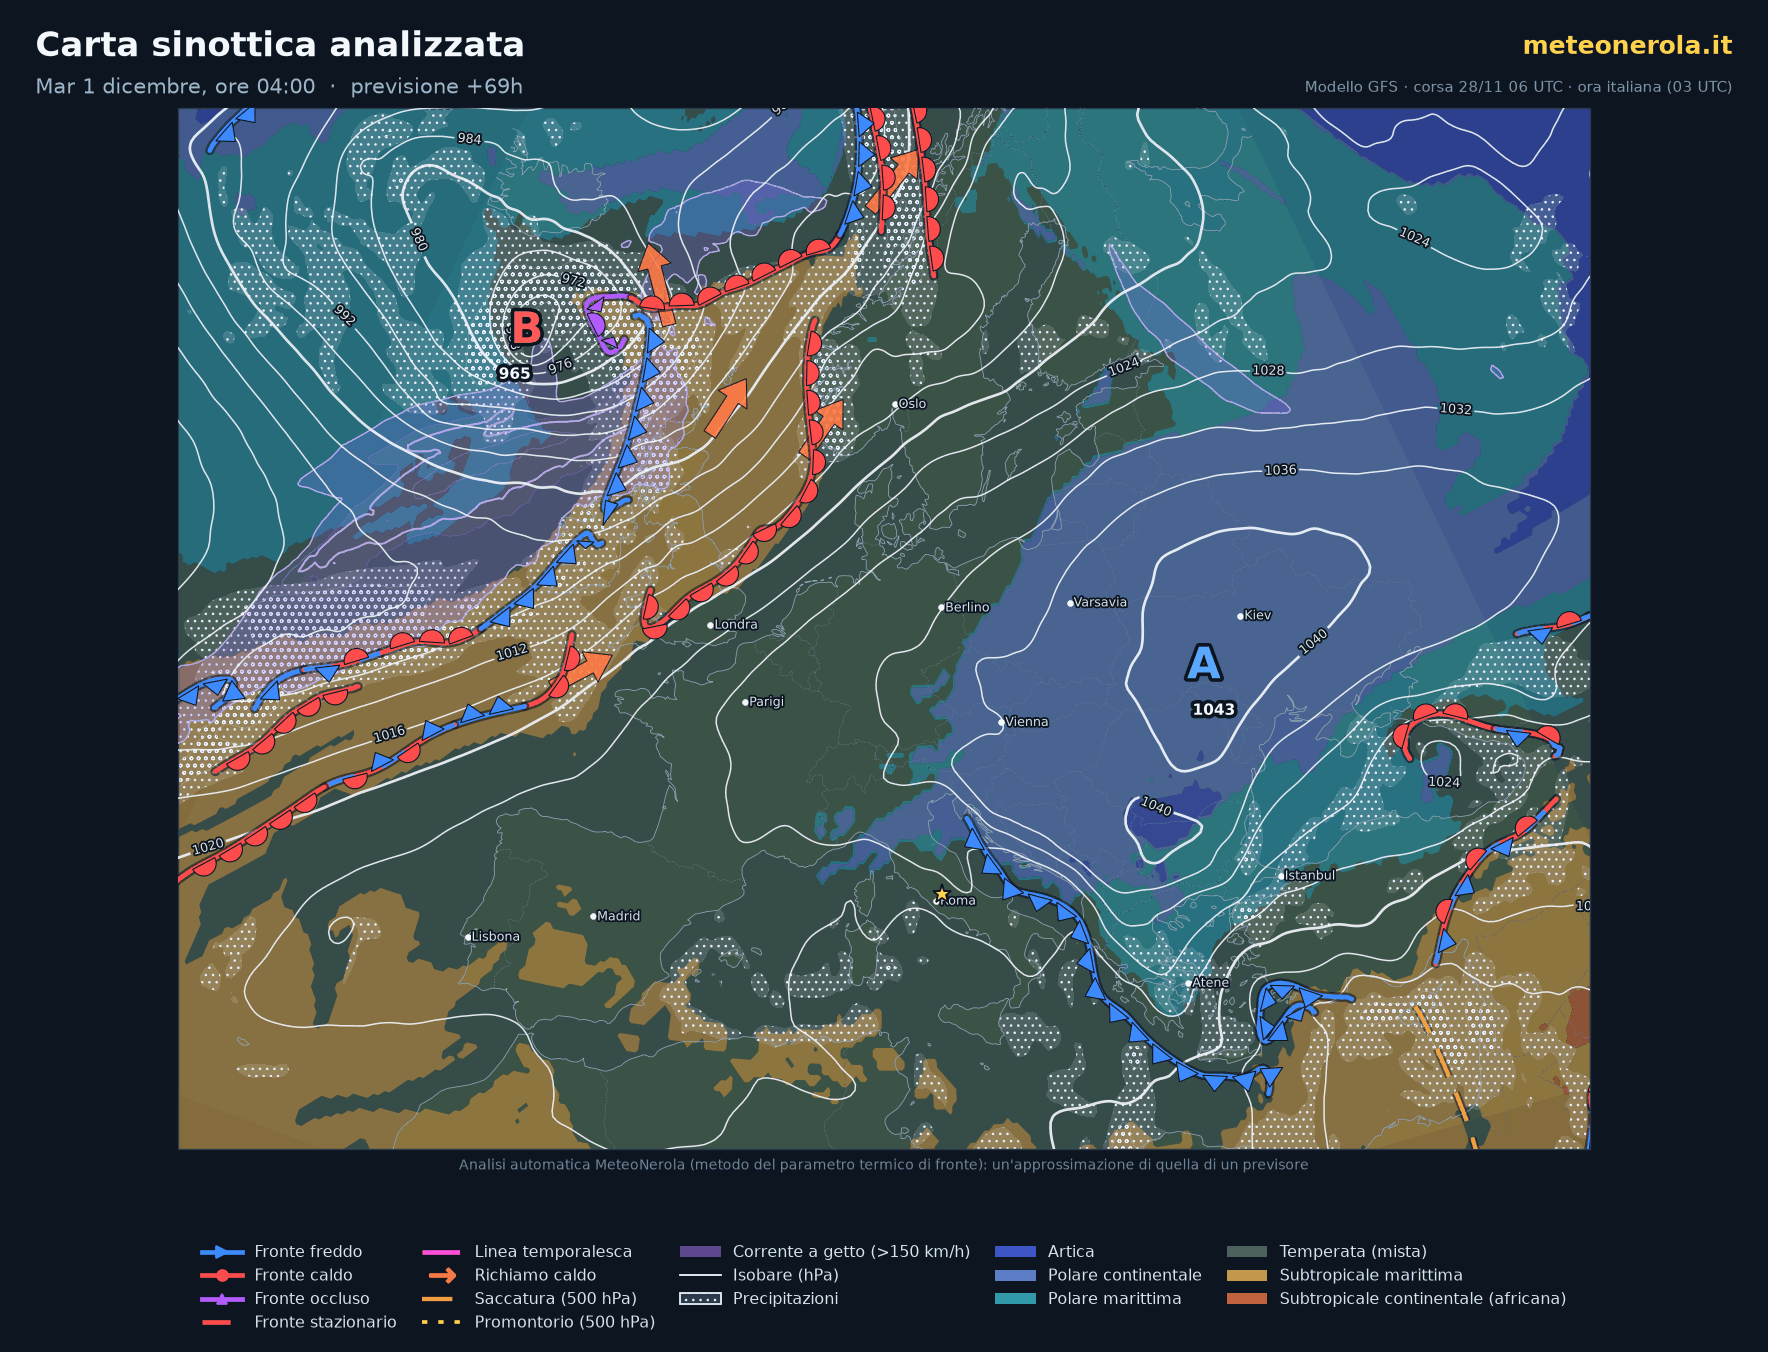 Carta sinottica analizzata
meteonerola.it
Mar 1 dicembre, ore 04:00 · previsione +69h
Modello GFS · corsa 28/11 06 UTC · ora italiana (03 UTC)
984
980
972
992
B
965
976
1024
1024
1028
1032
1036
Oslo
Berlino
Varsavia
Kiev
1040
Londra
1012
A
1043
Parigi
Vienna
1016
1024
1040
1020
Istanbul
Roma
Madrid
Lisbona
Atene
Analisi automatica MeteoNerola (metodo del parametro termico di fronte): un'approssimazione di quella di un previsore
Fronte freddo
Linea temporalesca
Corrente a getto (>150 km/h)
Artica
Temperata (mista)
Fronte caldo
Richiamo caldo
Isobare (hPa)
Polare continentale
Subtropicale marittima
Fronte occluso
Saccatura (500 hPa)
Precipitazioni
Polare marittima
Subtropicale continentale (africana)
Fronte stazionario
Promontorio (500 hPa)